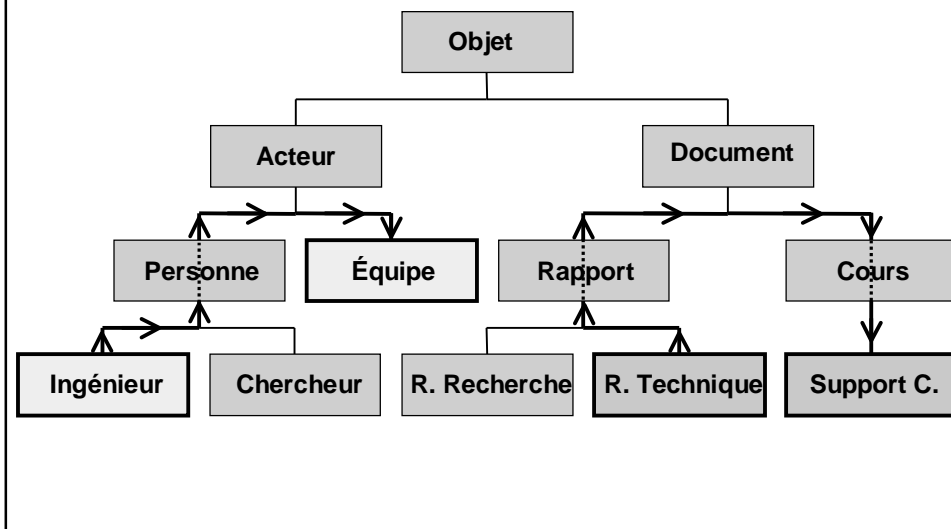 Objet
Acteur
Document
Personne
Équipe
Rapport
Cours
Ingénieur
Chercheur
R. Recherche
R. Technique
Support C.